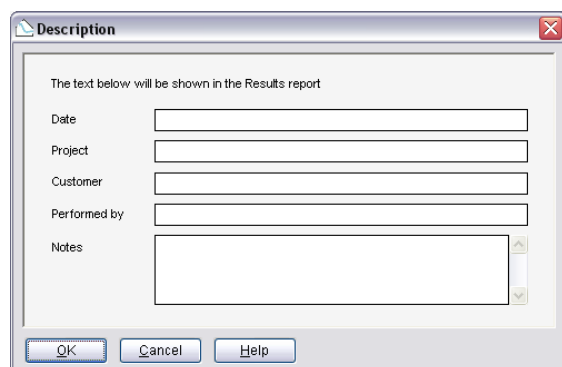 Description
The text below will be shown in the Results report
Date
Project
Customer
Performed by
Notes
OK Cancel Help